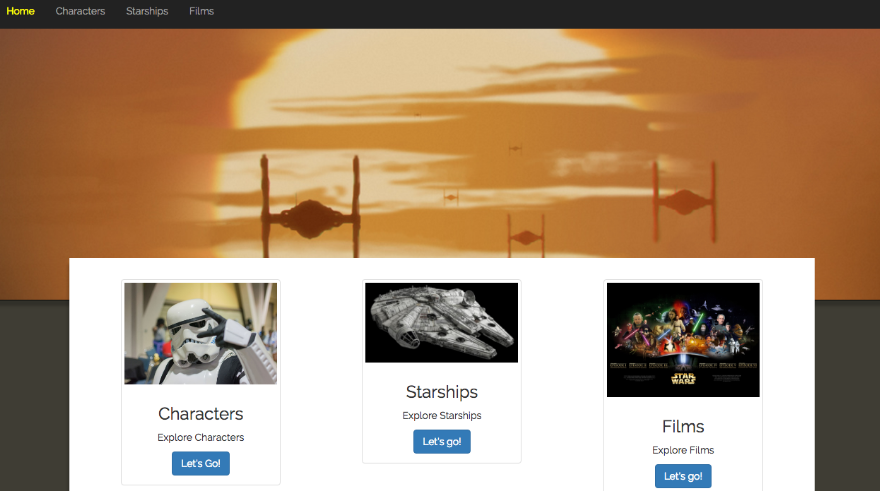 Home Characters Starships Films
STAR
WARS
Characters
Explore Characters
Let's Go!
Starships
Explore Starships
Let's go!
Films
Explore Films
Let's go!